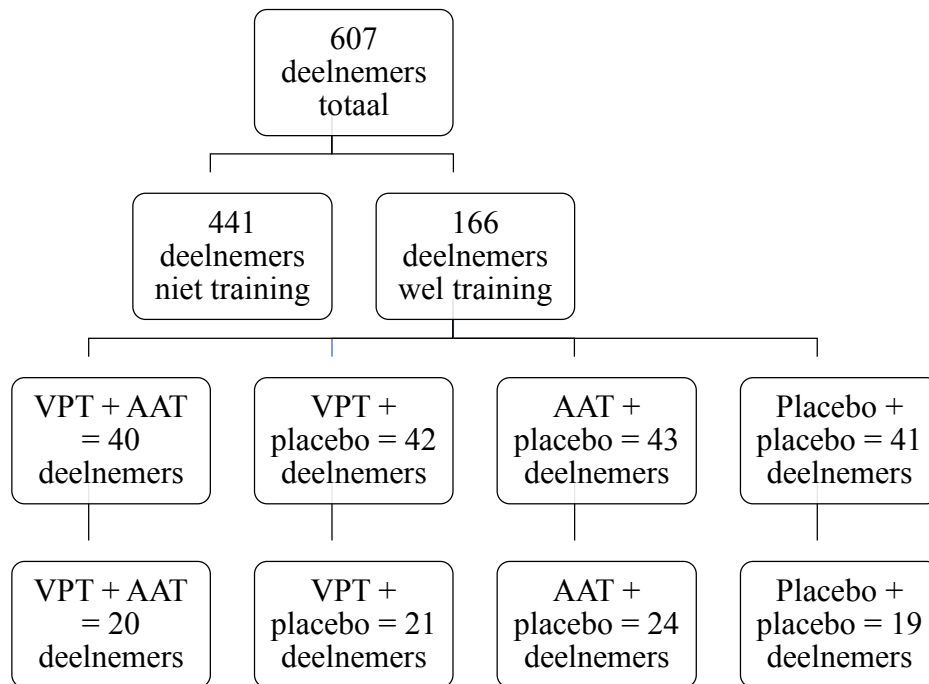 607
deelnemers
totaal
441
deelnemers
niet training
166
deelnemers
wel training
VPT + AAT
= 40
deelnemers
VPT +
placebo = 42
deelnemers
AAT +
placebo = 43
deelnemers
Placebo +
placebo = 41
deelnemers
VPT + AAT
= 20
deelnemers
VPT +
placebo = 21
deelnemers
AAT +
placebo = 24
deelnemers
Placebo +
placebo = 19
deelnemers